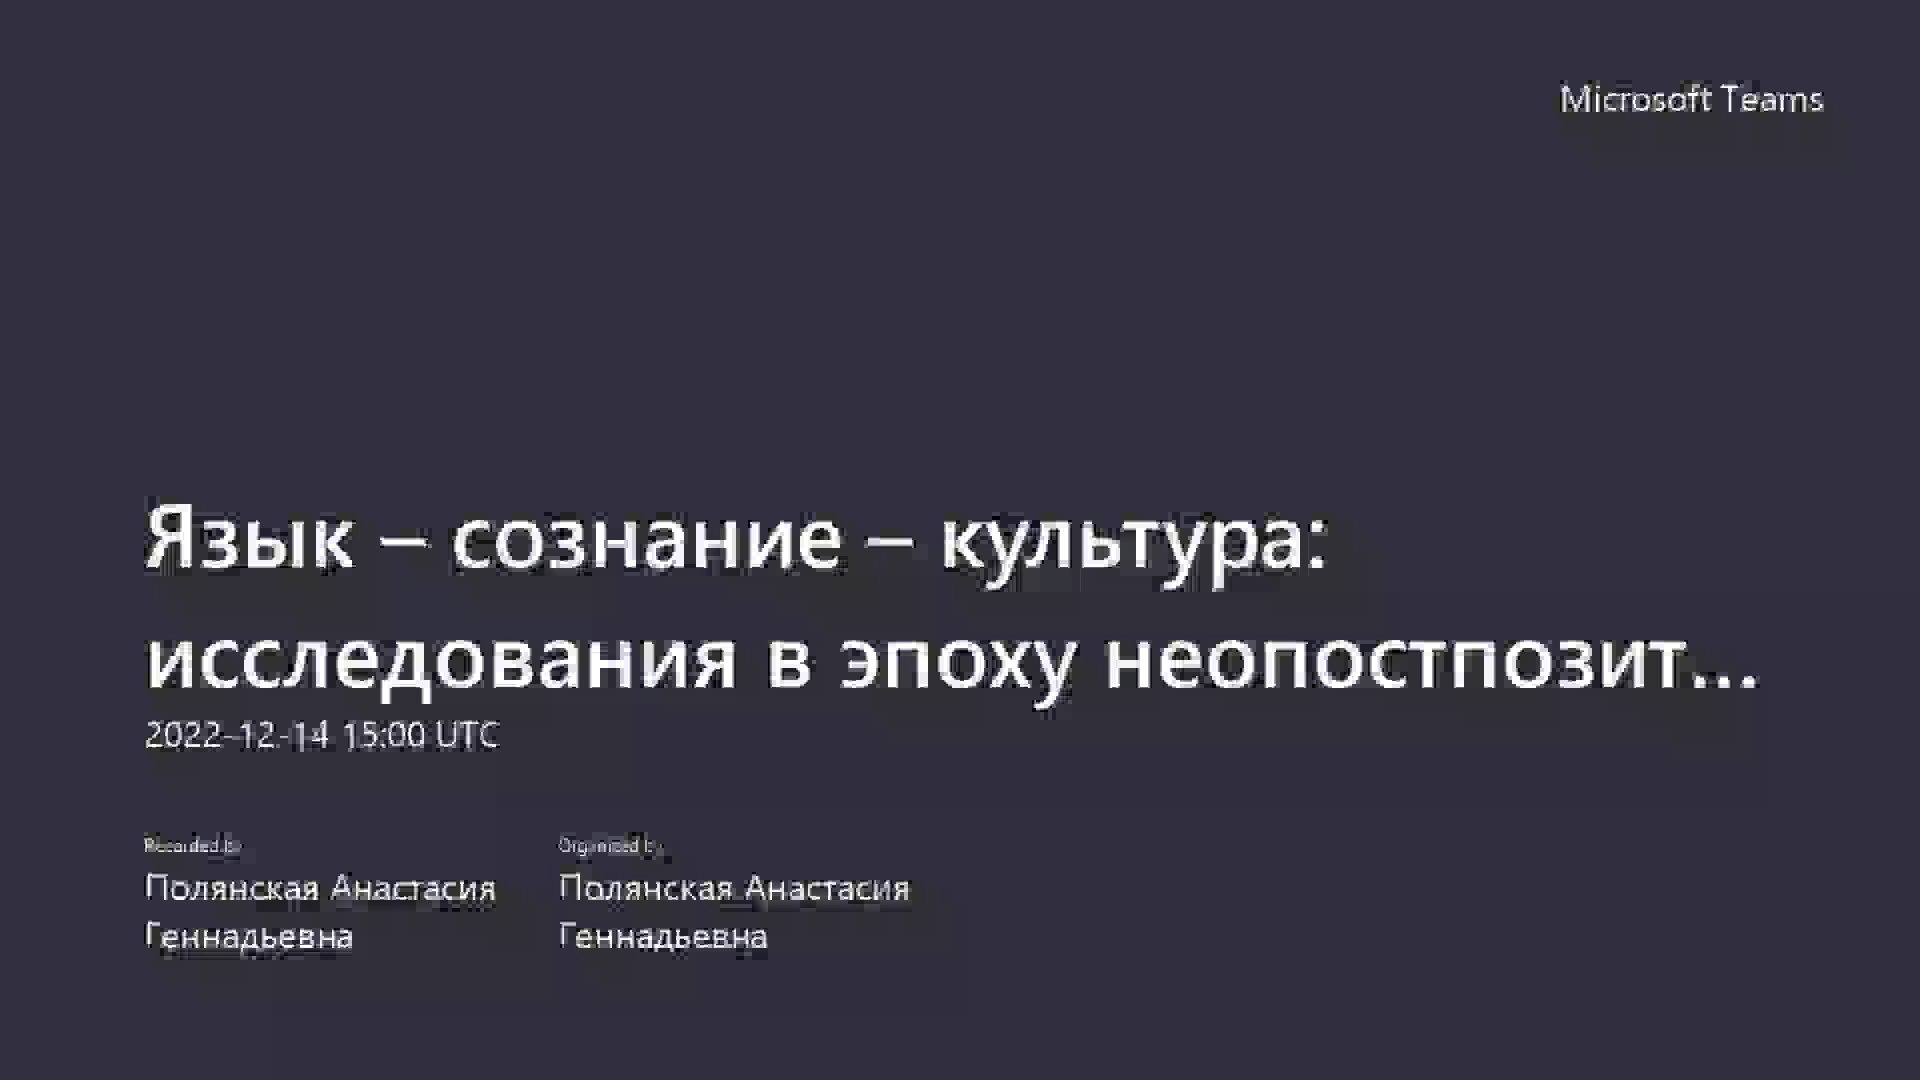 Microsoft Teams
Язык – сознание – культура:
исследования в эпоху неопостпозит...
2022-12-14 15:00 UTC
Recorded by
Organized by
Полянская Анастасия
Полянская Анастасия
Геннадьевна
Геннадьевна